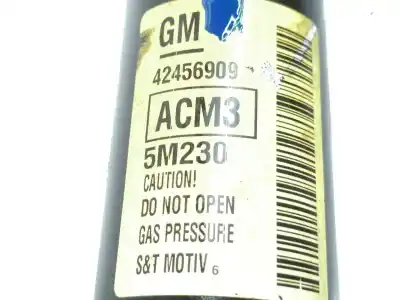 GM
42456909
ACM3
5M230
CAUTION!
DO NOT OPEN
GAS PRESSURE
S&T MOTIV 6